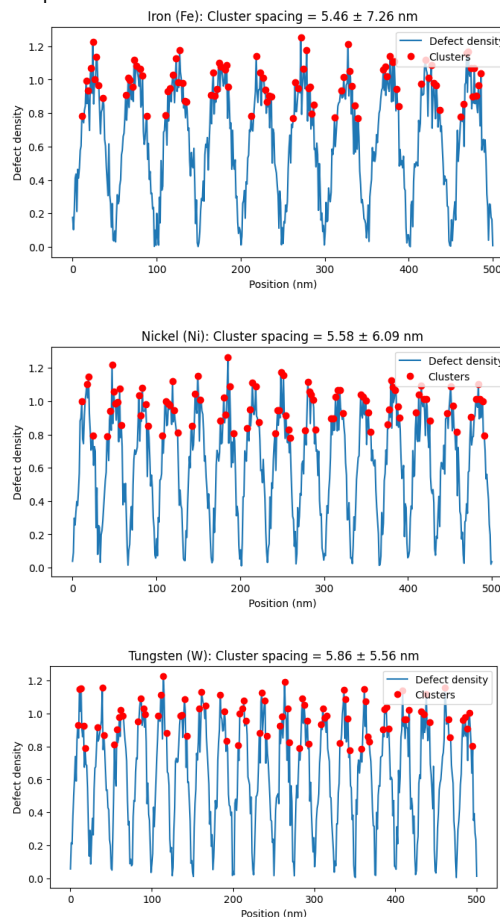 Iron (Fe): Cluster spacing = 5.46 ± 7.26 nm
Defect density
Clusters
1.2
1.0
0.8
0.6
0.4
0.2
0.0
Defect density
0
100
200
300
400
500
Position (nm)
Nickel (Ni): Cluster spacing = 5.58 ± 6.09 nm
Defect density
Clusters
1.2
1.0
0.8
0.6
0.4
0.2
0.0
Defect density
0
100
200
300
400
500
Position (nm)
Tungsten (W): Cluster spacing = 5.86 ± 5.56 nm
Defect density
Clusters
1.2
1.0
0.8
0.6
0.4
0.2
0.0
Defect density
0
100
200
300
400
500
Position (nm)